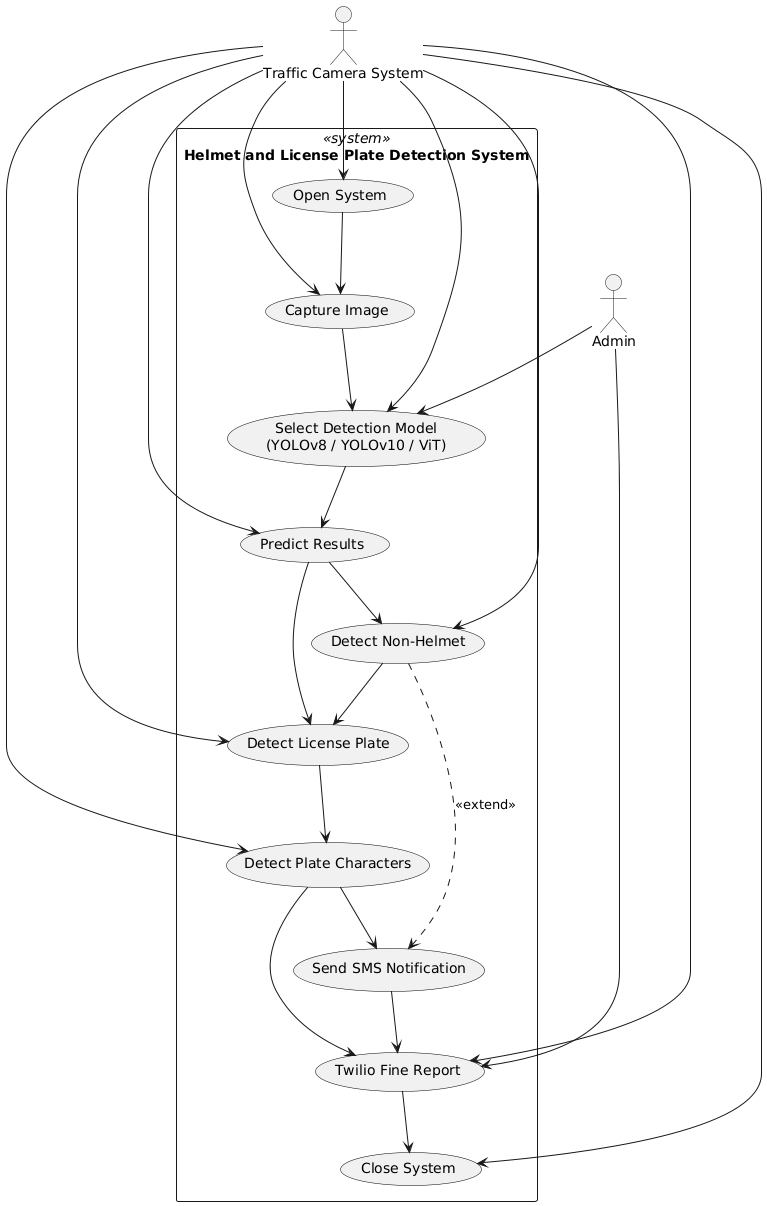 Traffic Camera System
«system»
Helmet and License Plate Detection System
Open System
Admin
Capture Image
Select Detection Model
(YOLOv8 / YOLOv10 / ViT)
Predict Results
Detect Non-Helmet
Detect License Plate
«extend»
Detect Plate Characters
Send SMS Notification
Twilio Fine Report
Close System